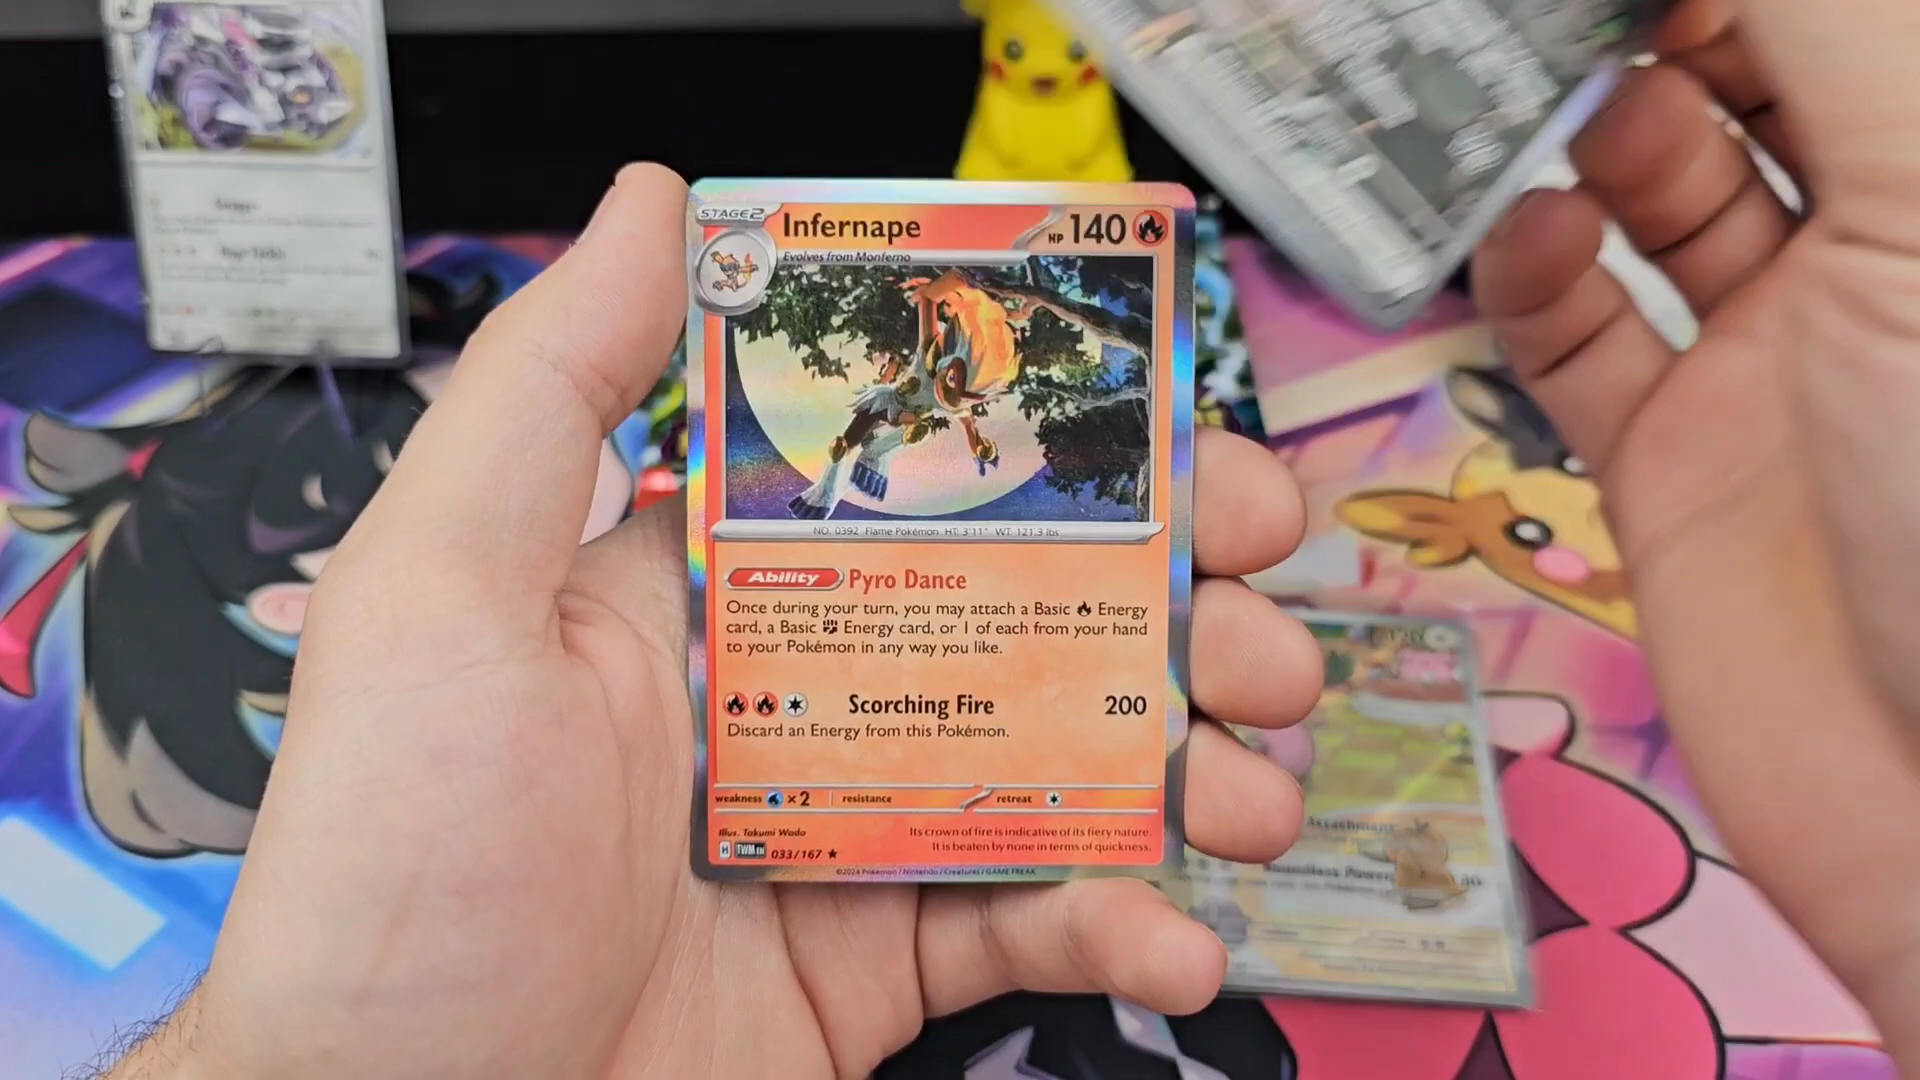 STAGE2 Infernape HP 140
Evolves from Monferno
NO. 0392 Flame Pokémon HT: 3'11" WT: 121.3 lbs
Ability Pyro Dance
Once during your turn, you may attach a Basic Energy
card, a Basic Energy card, or 1 of each from your hand
to your Pokémon in any way you like.
Scorching Fire 200
Discard an Energy from this Pokémon.
weakness ×2 resistance retreat
Illus. Takumi Wada
Its crown of fire is indicative of its fiery nature.
It is beaten by none in terms of quickness.
H TWM EN 033/167 ★
©2024 Pokémon / Nintendo / Creatures / GAME FREAK